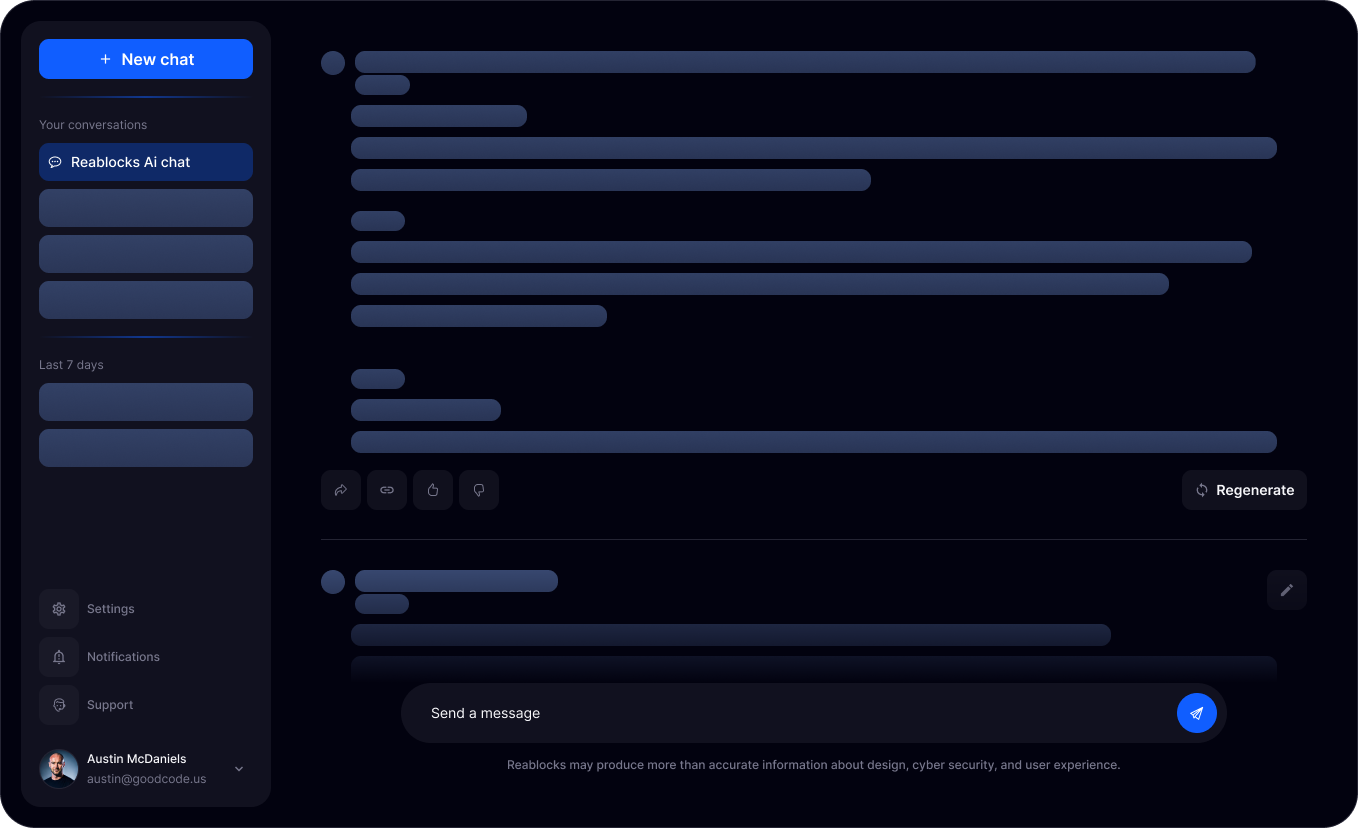 New chat
Your conversations
Reablocks Ai chat
Last 7 days
Settings
Notifications
Support
Austin McDaniels
austin@goodcode.us
Regenerate
Send a message
Reablocks may produce more than accurate information about design, cyber security, and user experience.